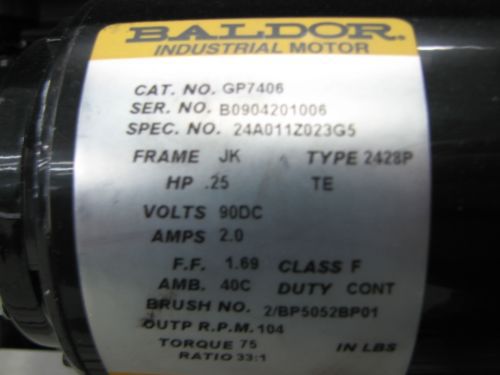 BALDOR
INDUSTRIAL MOTOR
CAT. NO. GP7406
SER. NO. B0904201006
SPEC. NO. 24A011Z023G5
FRAME JK TYPE 2428P
HP .25 TE
VOLTS 90DC
AMPS 2.0
F.F. 1.69 CLASS F
AMB. 40C DUTY CONT
BRUSH NO. 2/BP5052BP01
OUTP R.P.M. 104
TORQUE 75 IN LBS
RATIO 33:1